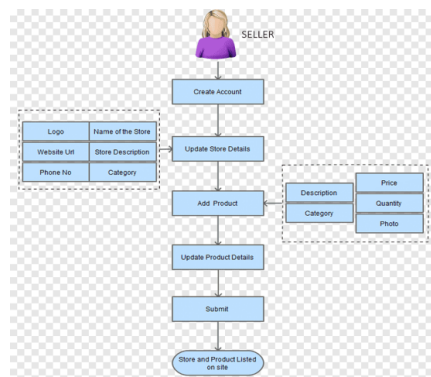 SELLER
Create Account
Logo
Name of the Store
Website Url
Store Description
Phone No
Category
Update Store Details
Add Product
Description
Category
Price
Quantity
Photo
Update Product Details
Submit
Store and Product Listed
on site